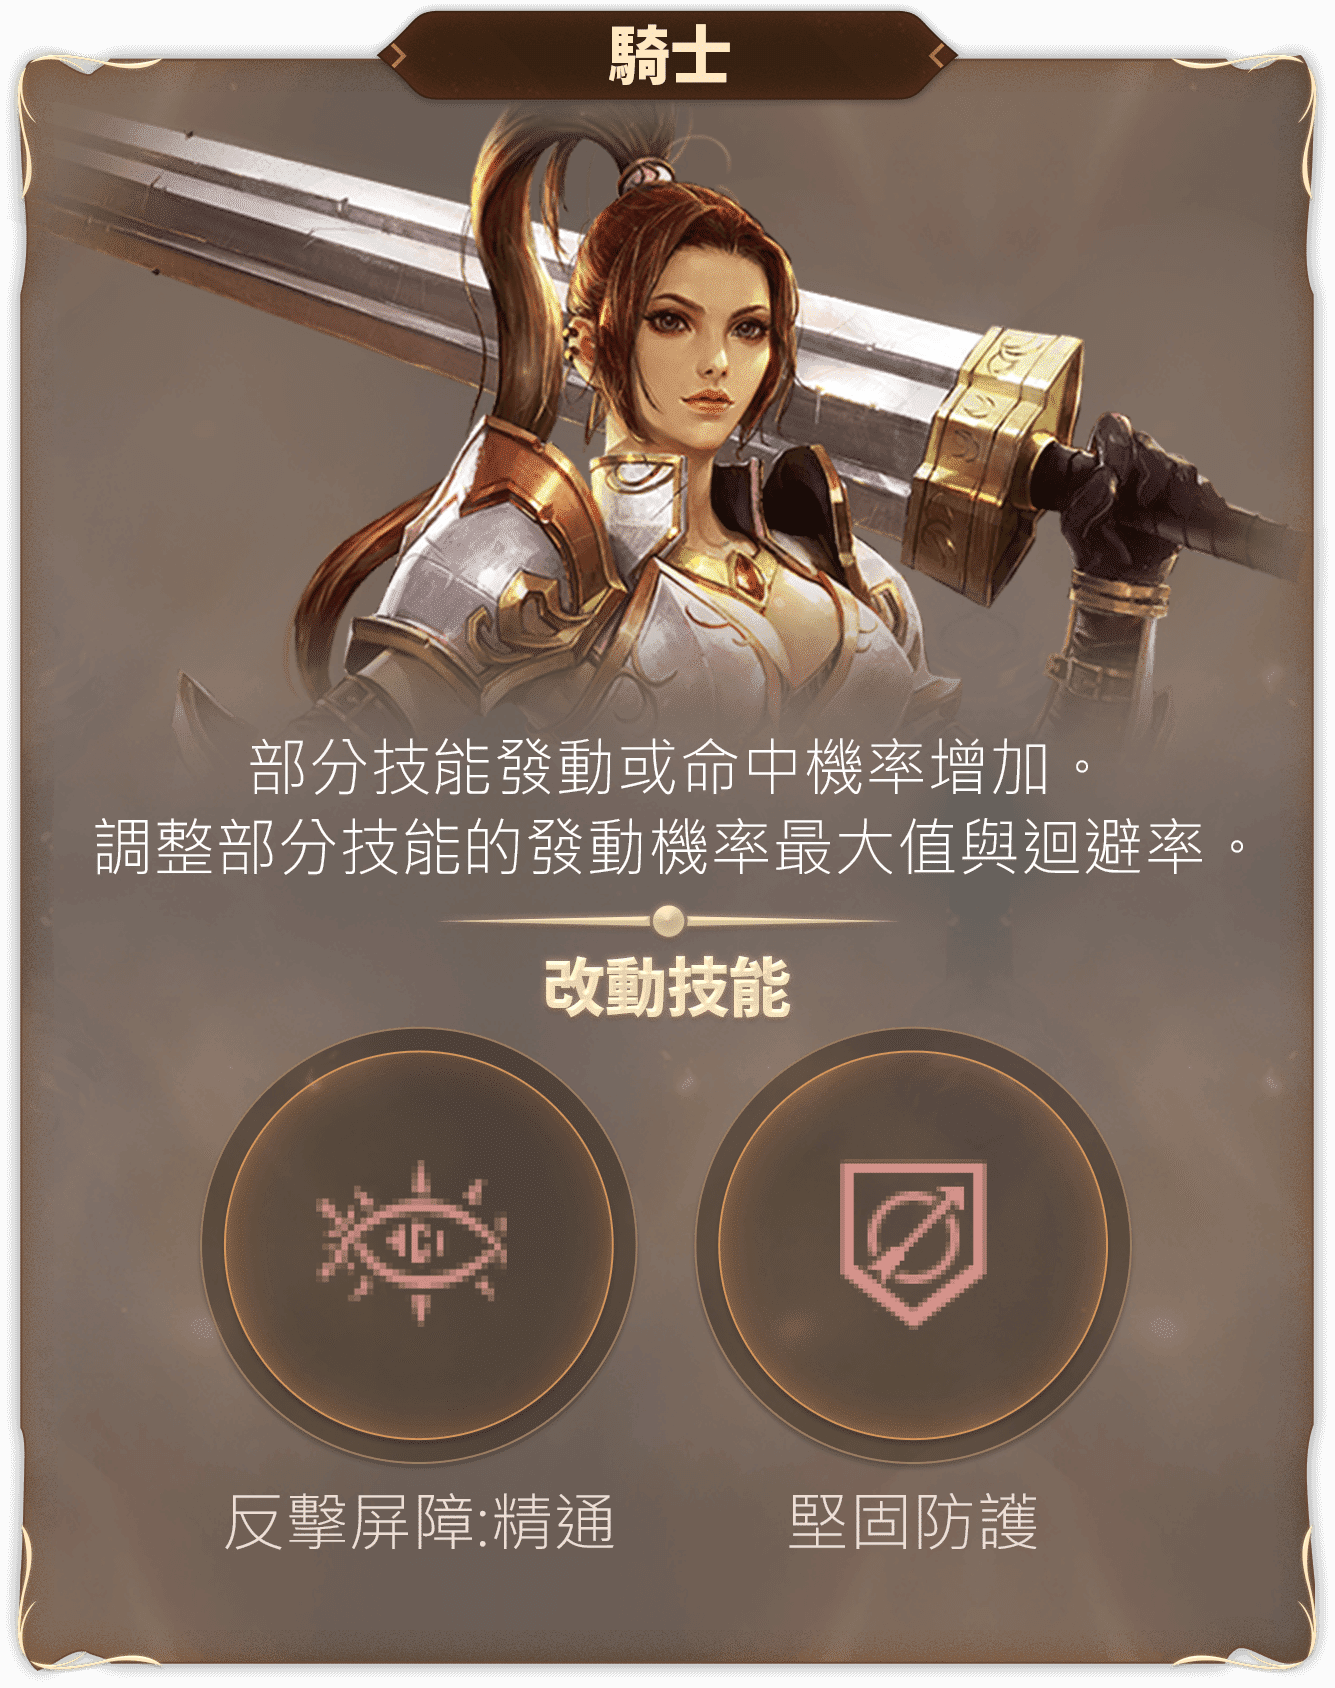 騎士
部分技能發動或命中機率增加。
調整部分技能的發動機率最大值與迴避率。
改動技能
反擊屏障:精通
堅固防護